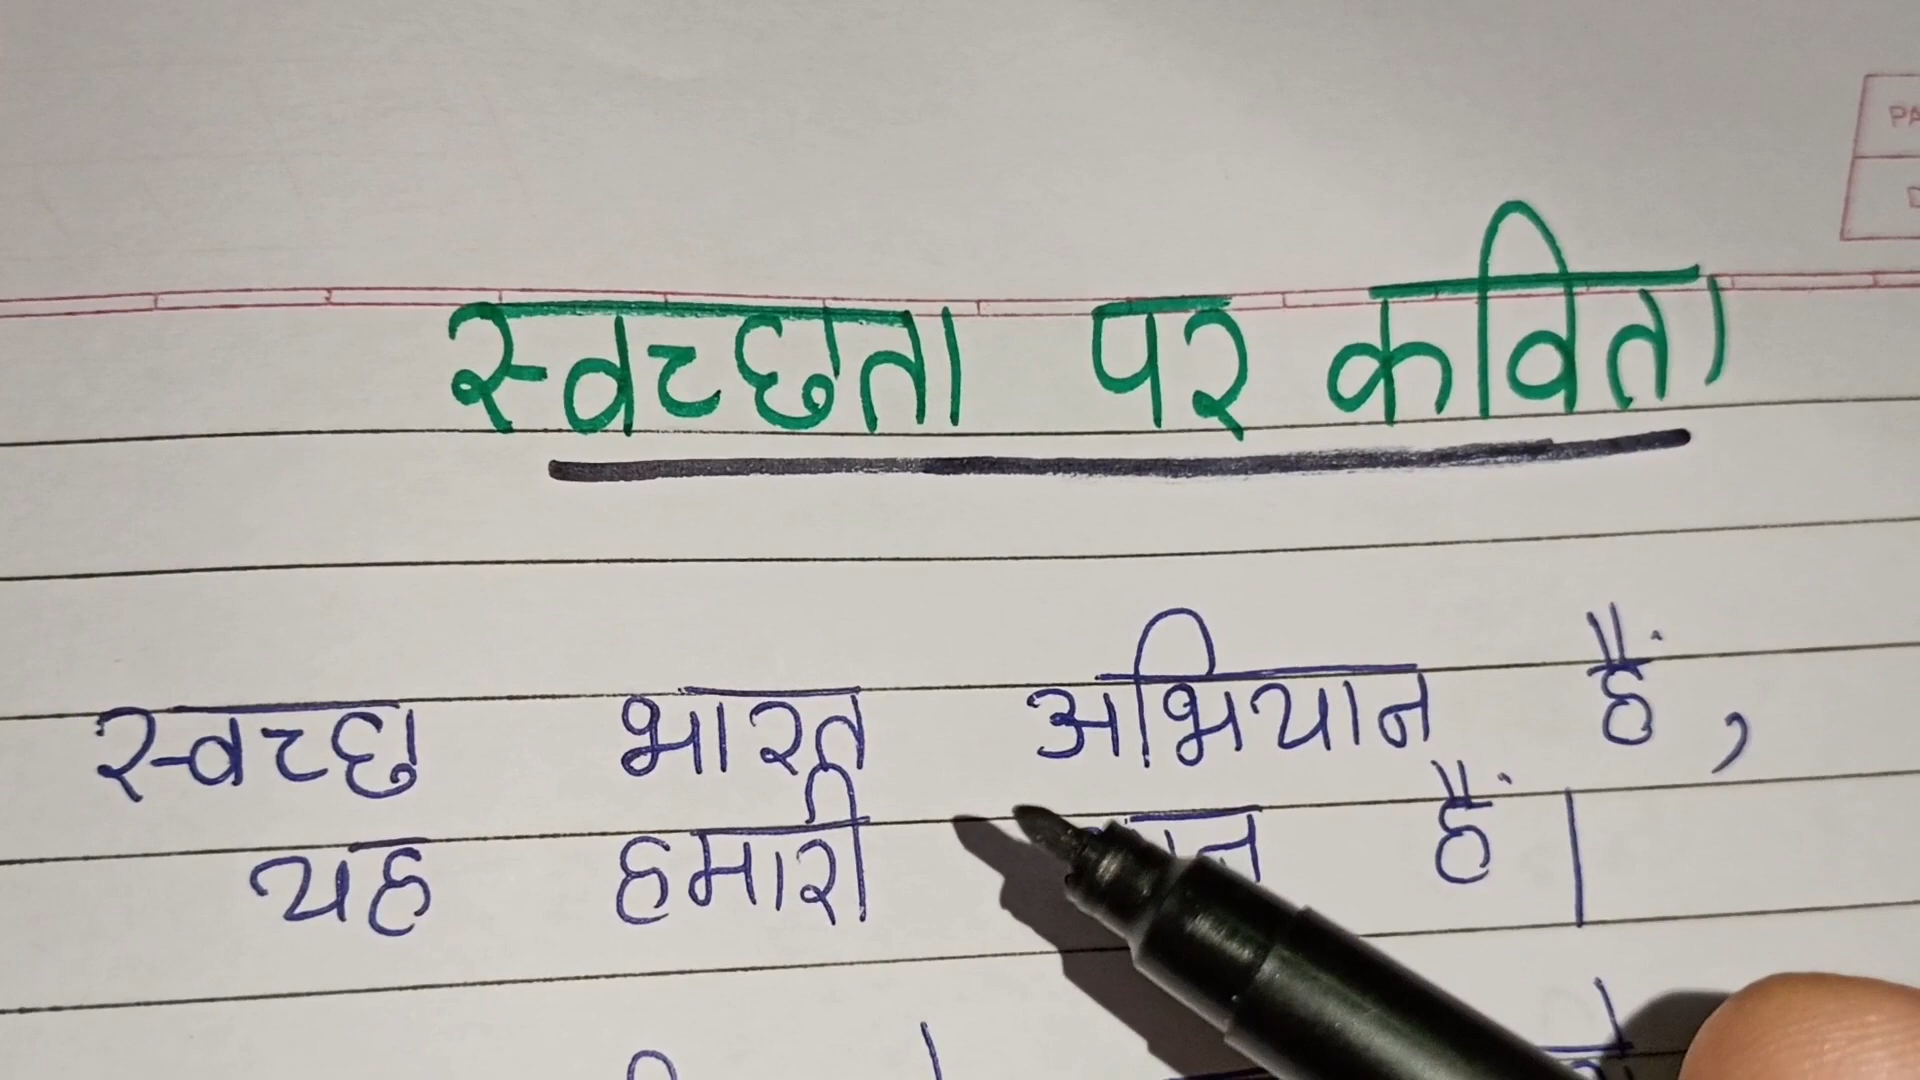 स्वच्छता पर कविता
स्वच्छ भारत अभियान हैं,
यह हमारी हैं।